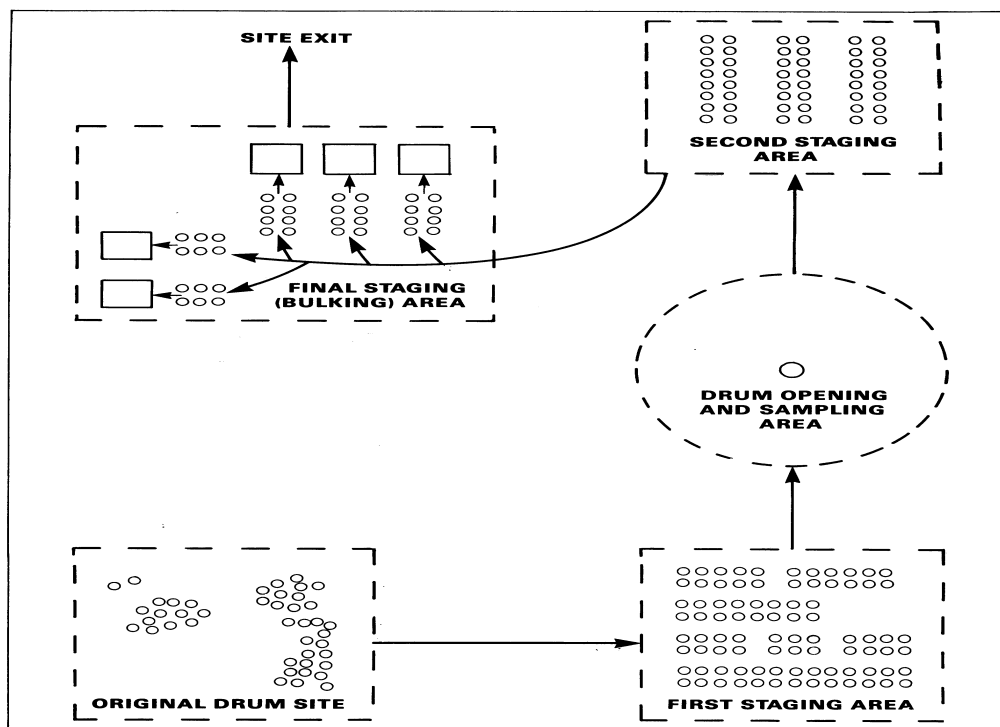 SITE EXIT
SECOND STAGING
AREA
FINAL STAGING
(BULKING) AREA
DRUM OPENING
AND SAMPLING
AREA
ORIGINAL DRUM SITE
FIRST STAGING AREA